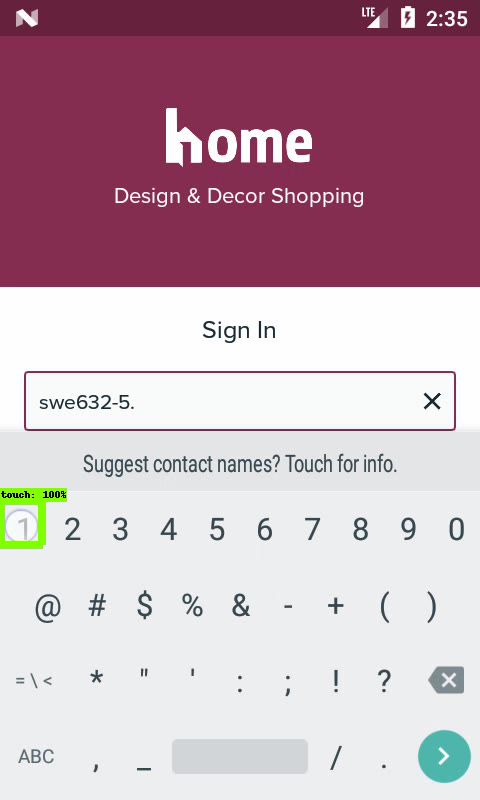 LTE 2:35
home
Design & Decor Shopping
Sign In
swe632-5.
Suggest contact names? Touch for info.
touch: 100%
1 2 3 4 5 6 7 8 9 0
@ # $ % & - + ( )
= \ < * " ' : ; ! ?
ABC , _ / .